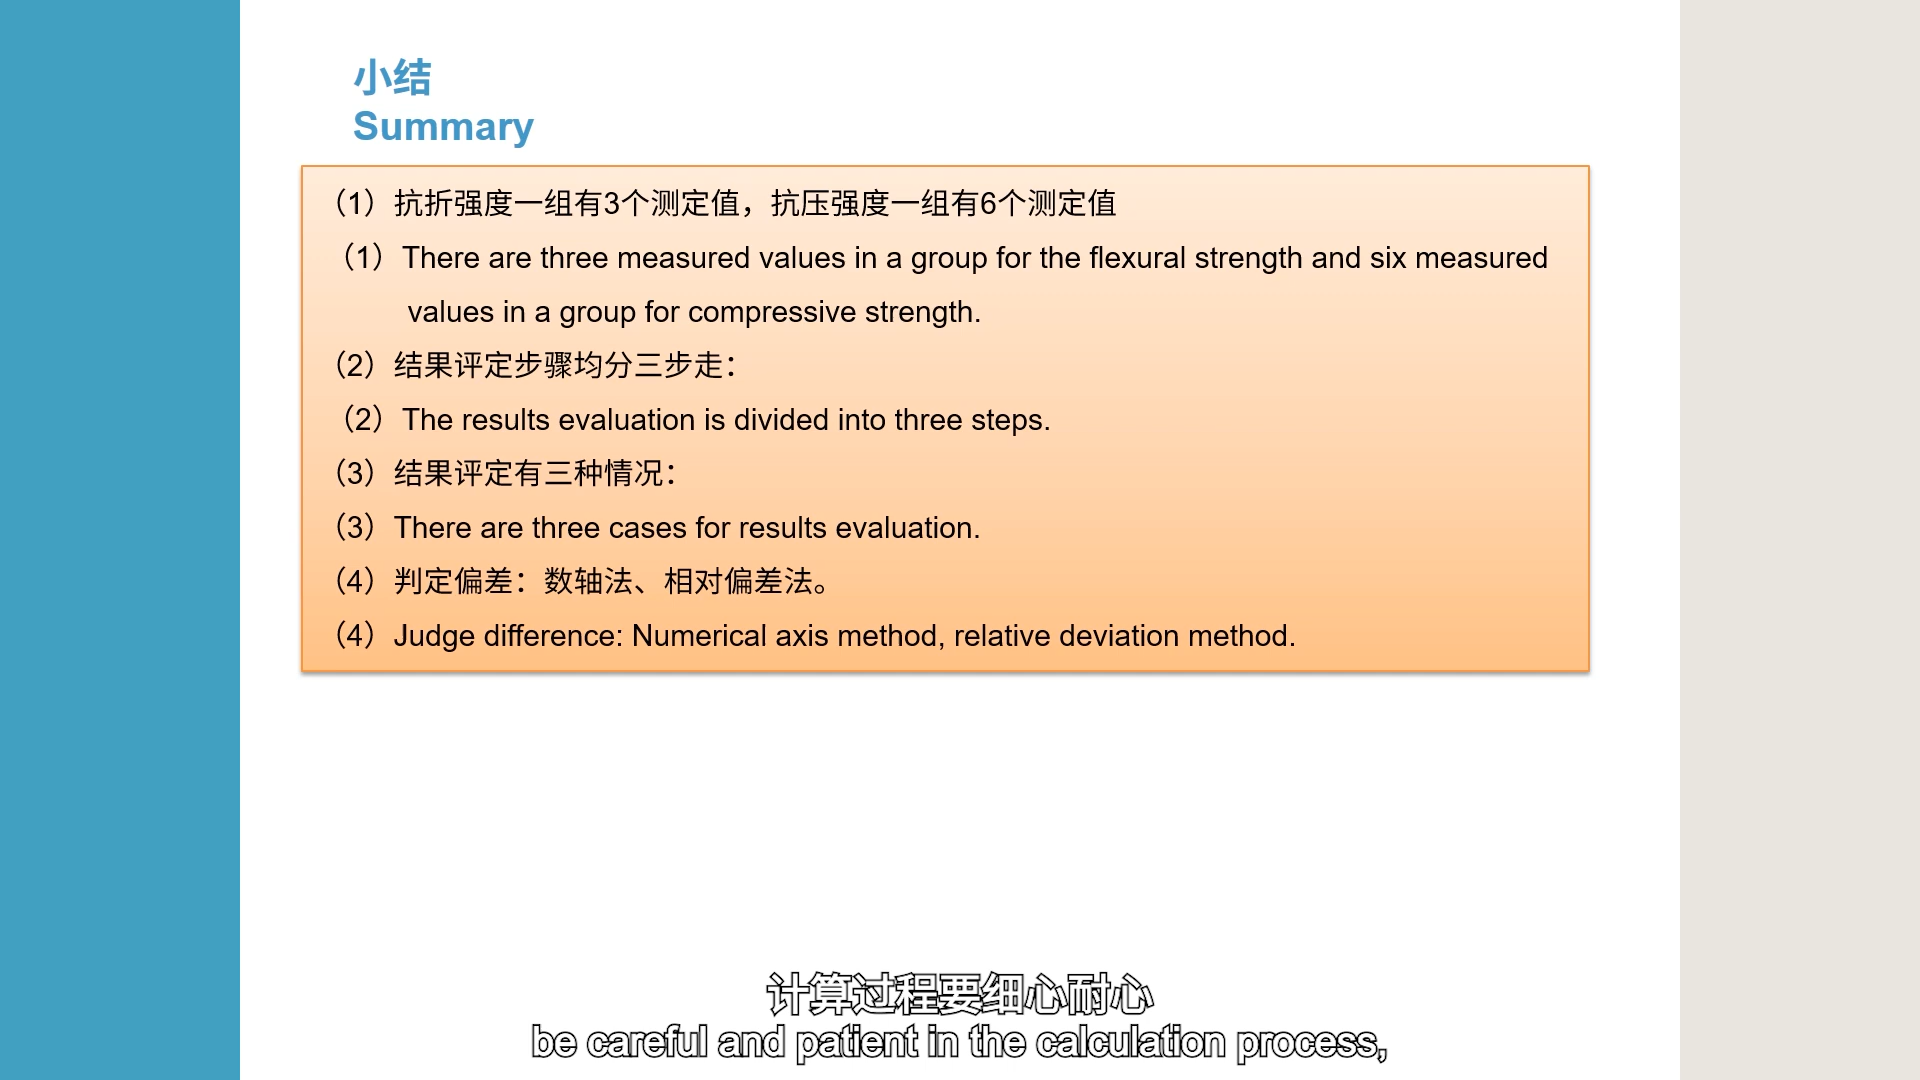 小结
Summary
（1）抗折强度一组有3个测定值，抗压强度一组有6个测定值
（1）There are three measured values in a group for the flexural strength and six measured
values in a group for compressive strength.
（2）结果评定步骤均分三步走：
（2）The results evaluation is divided into three steps.
（3）结果评定有三种情况：
（3）There are three cases for results evaluation.
（4）判定偏差：数轴法、相对偏差法。
（4）Judge difference: Numerical axis method, relative deviation method.
计算过程要细心耐心
be careful and patient in the calculation process,